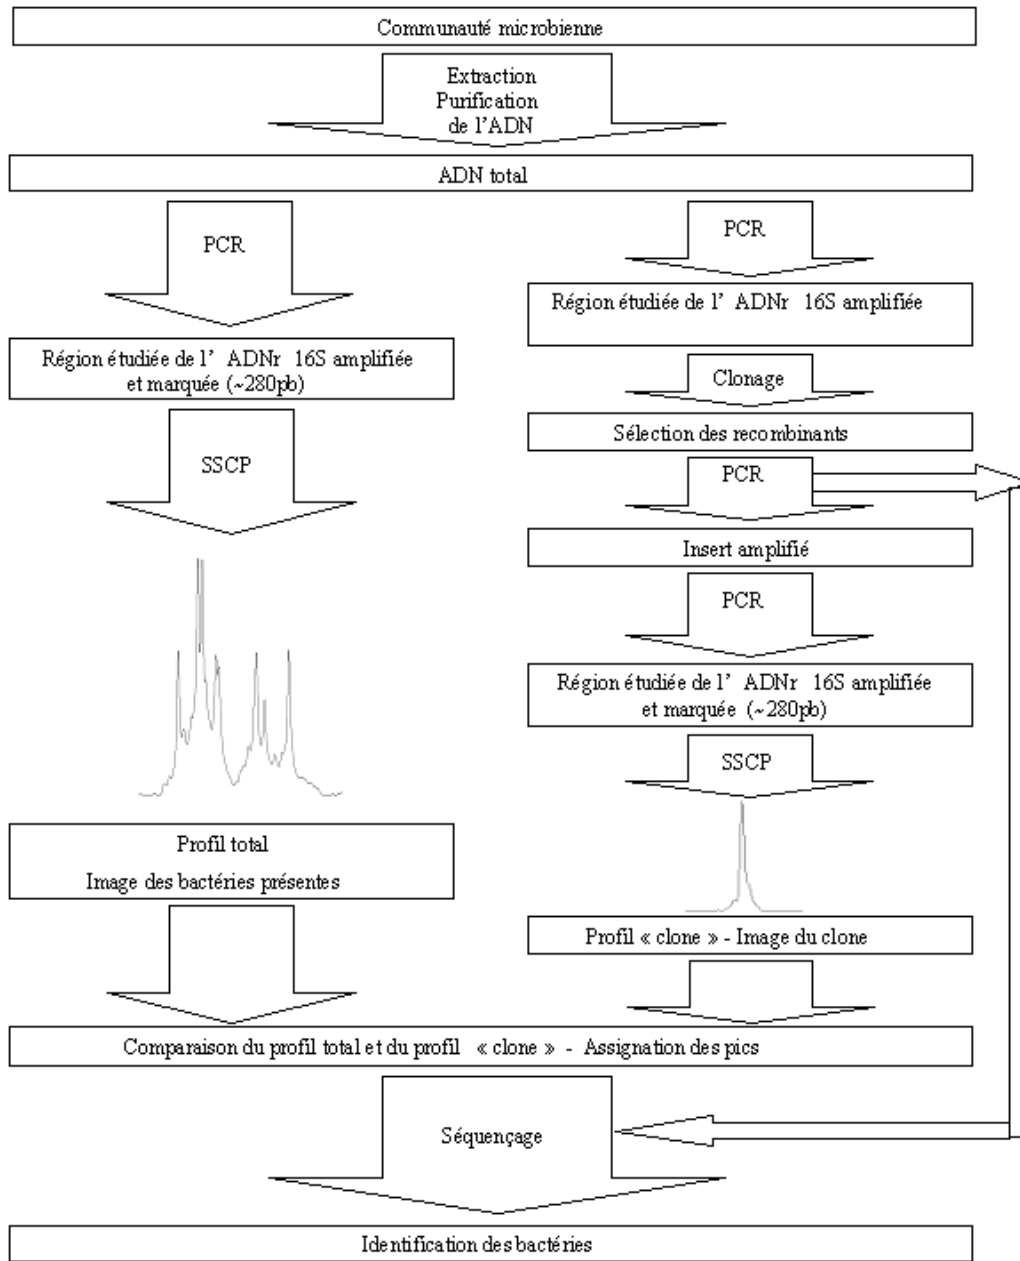 Communauté microbienne
Extraction
Purification
de l'ADN
ADN total
PCR
Région étudiée de l' ADNr 16S amplifiée
et marquée (~280pb)
SSCP
Profil total
Image des bactéries présentes
PCR
Région étudiée de l' ADNr 16S amplifiée
Clonage
Sélection des recombinants
PCR
Insert amplifié
PCR
Région étudiée de l' ADNr 16S amplifiée
et marquée (~280pb)
SSCP
Profil « clone » - Image du clone
Comparaison du profil total et du profil « clone » - Assignation des pics
Séquençage
Identification des bactéries